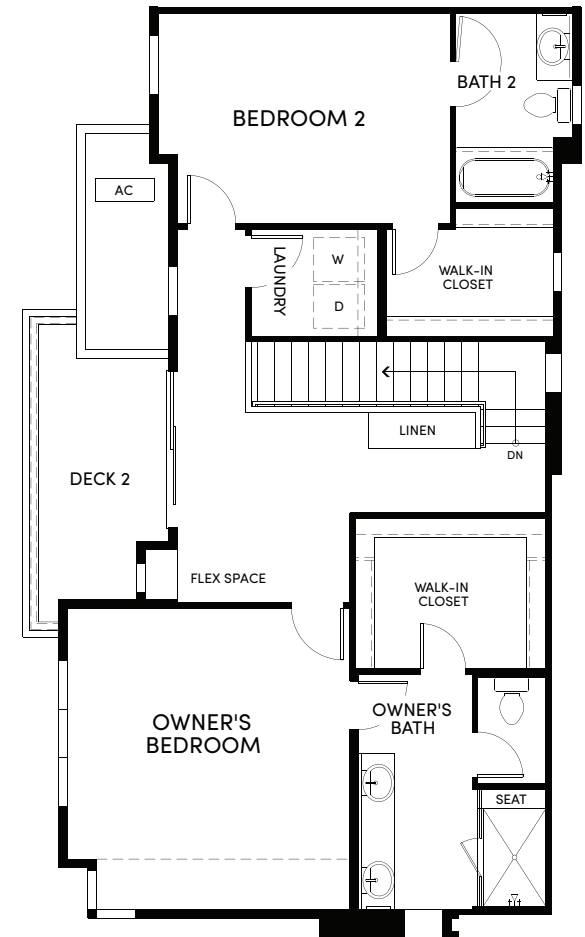 BATH 2
BEDROOM 2
AC
LAUNDRY
W
D
WALK-IN
CLOSET
LINEN
DN
DECK 2
FLEX SPACE
WALK-IN
CLOSET
OWNER'S
BATH
OWNER'S
BEDROOM
SEAT